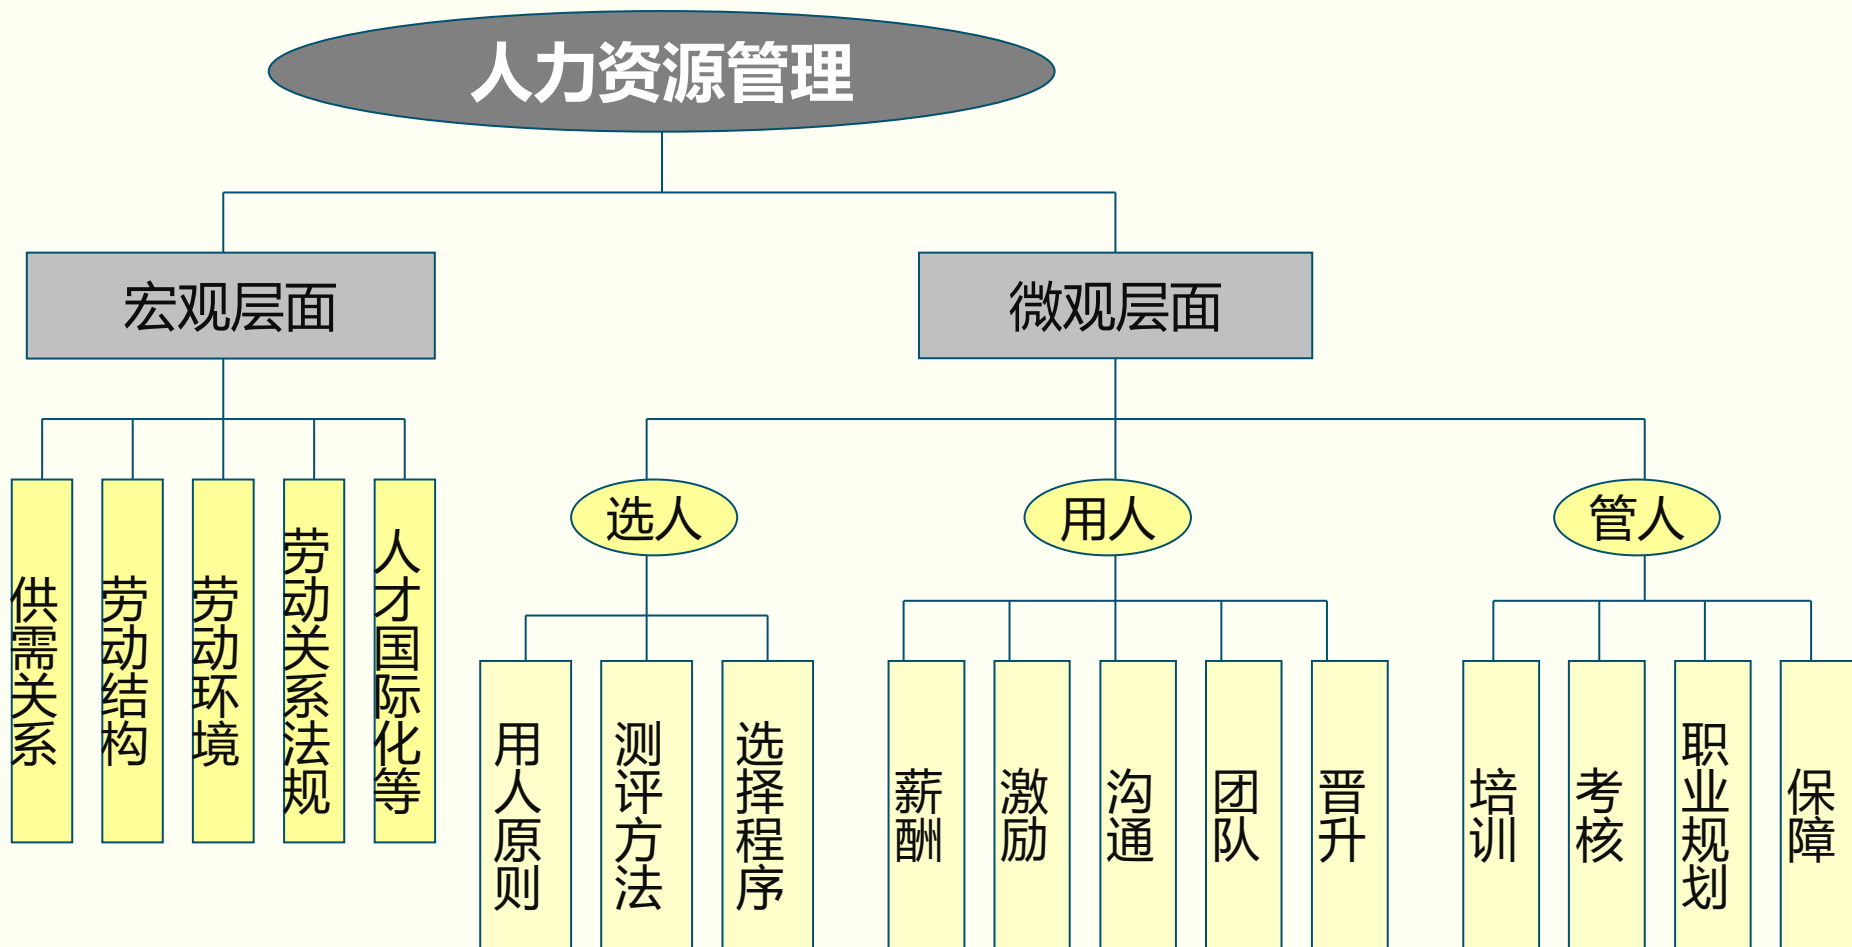 人力资源管理
宏观层面
微观层面
选人
用人
管人
供需关系
劳动结构
劳动环境
劳动关系法规
人才国际化等
用人原则
测评方法
选择程序
薪酬
激励
沟通
团队
晋升
培训
考核
职业规划
保障